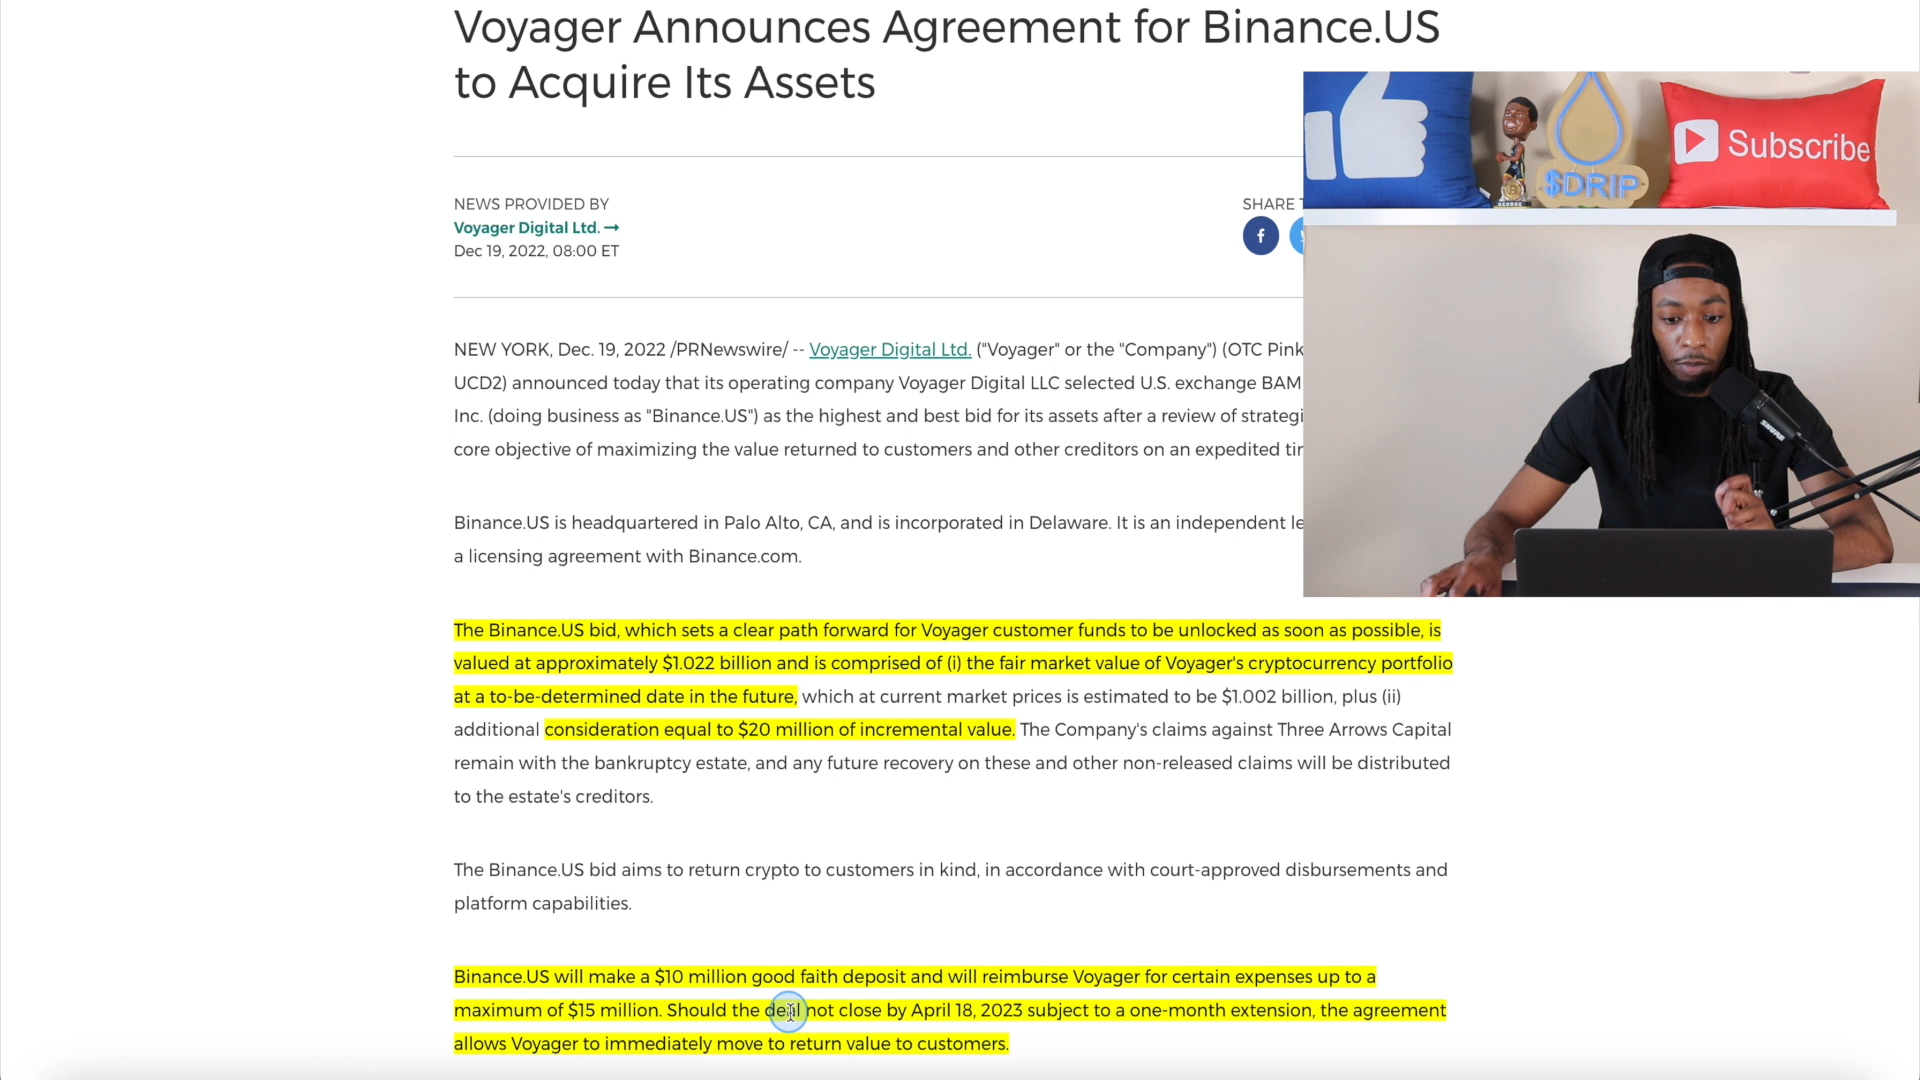 Voyager Announces Agreement for Binance.US
to Acquire Its Assets
NEWS PROVIDED BY
Voyager Digital Ltd. →
Dec 19, 2022, 08:00 ET
SHARE
f
Subscribe
$DRIP
NEW YORK, Dec. 19, 2022 /PRNewswire/ -- Voyager Digital Ltd. ("Voyager" or the "Company") (OTC Pink
UCD2) announced today that its operating company Voyager Digital LLC selected U.S. exchange BAM
Inc. (doing business as "Binance.US") as the highest and best bid for its assets after a review of strategi
core objective of maximizing the value returned to customers and other creditors on an expedited
SHURE
Binance.US is headquartered in Palo Alto, CA, and is incorporated in Delaware. It is an independent le
a licensing agreement with Binance.com.
The Binance.US bid, which sets a clear path forward for Voyager customer funds to be unlocked as soon as possible, is
valued at approximately $1.022 billion and is comprised of (i) the fair market value of Voyager's cryptocurrency portfolio
at a to-be-determined date in the future, which at current market prices is estimated to be $1.002 billion, plus (ii)
additional consideration equal to $20 million of incremental value. The Company's claims against Three Arrows Capital
remain with the bankruptcy estate, and any future recovery on these and other non-released claims will be distributed
to the estate's creditors.
The Binance.US bid aims to return crypto to customers in kind, in accordance with court-approved disbursements and
platform capabilities.
Binance.US will make a $10 million good faith deposit and will reimburse Voyager for certain expenses up to a
maximum of $15 million. Should the deal not close by April 18, 2023 subject to a one-month extension, the agreement
allows Voyager to immediately move to return value to customers.